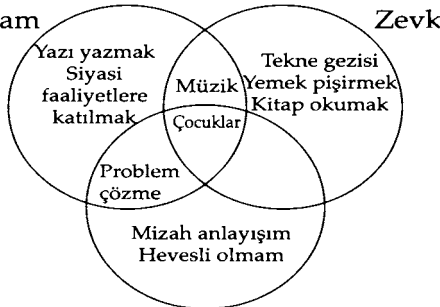 am
Zevk
Yazı yazmak
Siyasi
faaliyetlere
katılmak
Müzik
Tekne gezisi
Yemek pişirmek
Kitap okumak
Çocuklar
Problem
çözme
Mizah anlayışım
Hevesli olmam